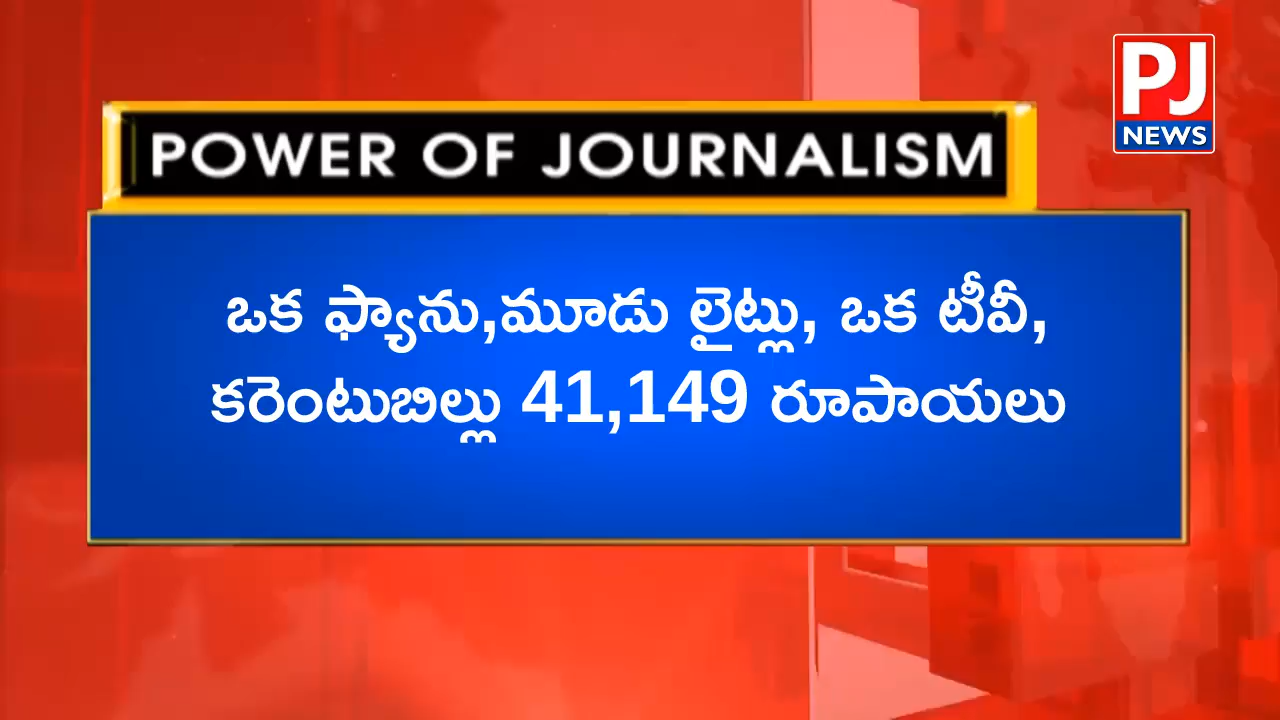 PJ
NEWS
POWER OF JOURNALISM
ఒక ఫ్యాను,మూడు లైట్లు, ఒక టీవీ,
కరెంటుబిల్లు 41,149 రూపాయలు